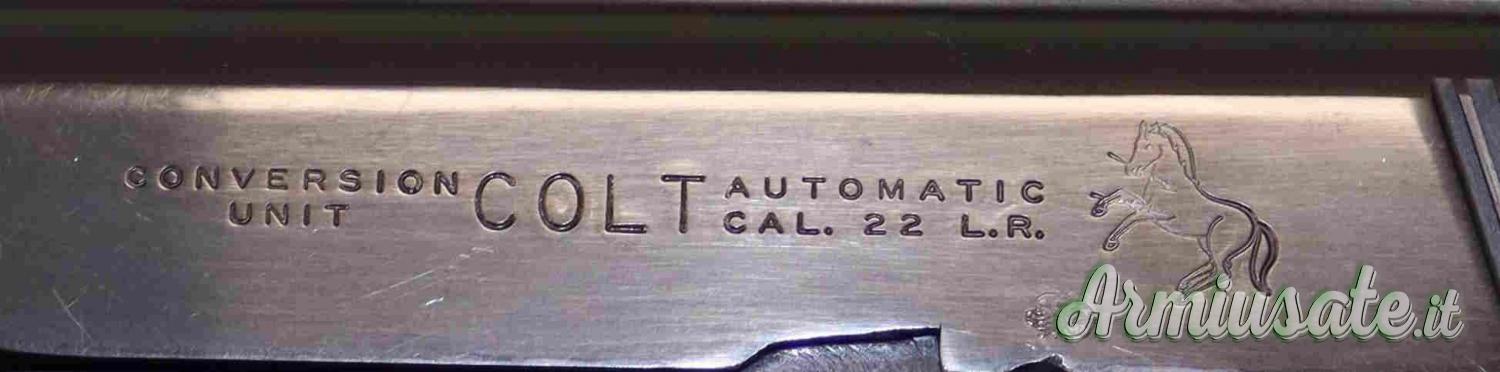 CONVERSION
UNIT
COLT
AUTOMATIC
CAL. 22 L.R.
Armiusate.it